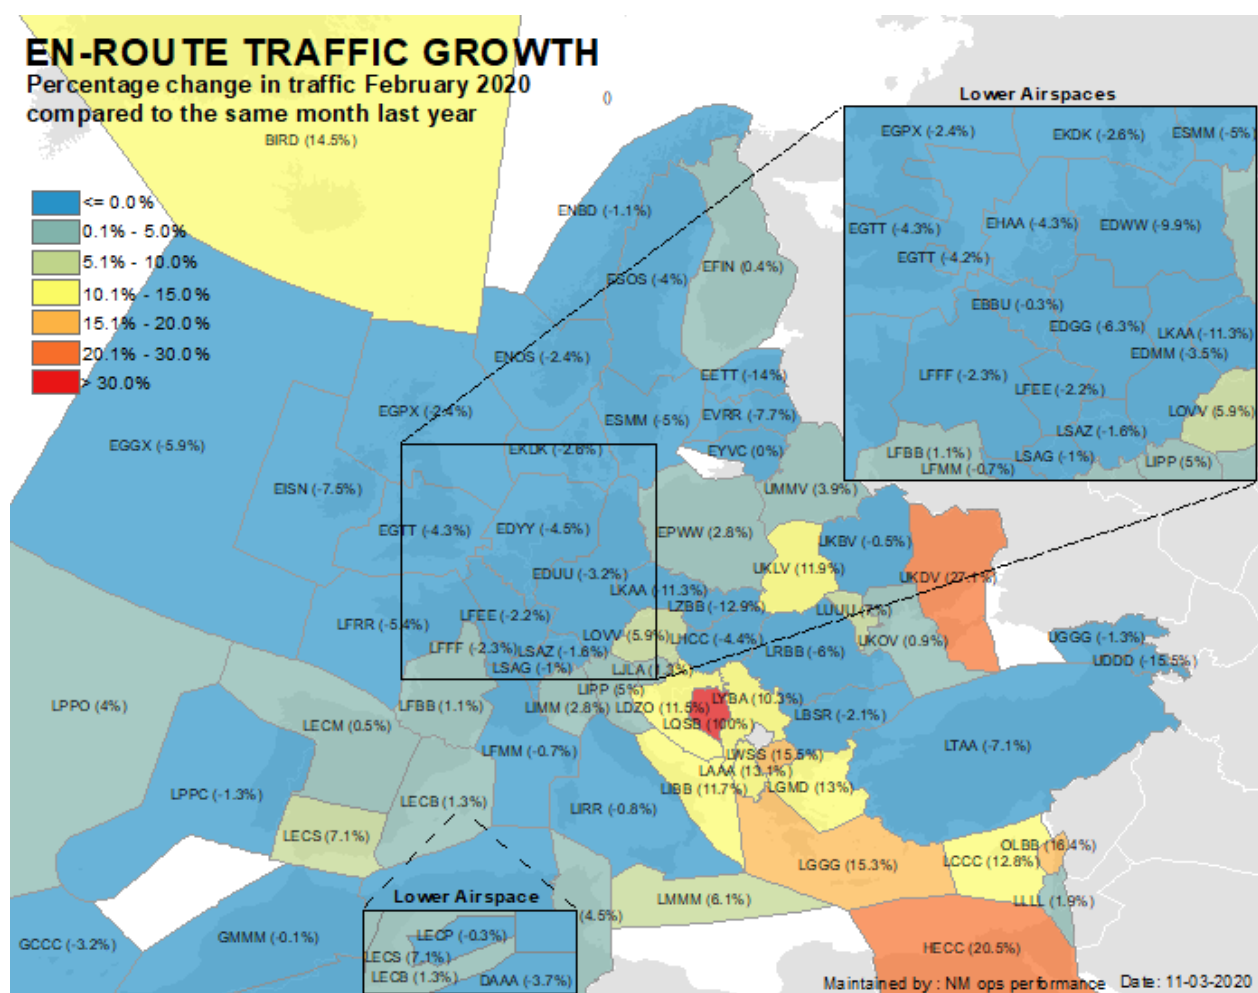 EN-ROUTE TRAFFIC GROWTH
Percentage change in traffic February 2020
compared to the same month last year
()
BIRD (14.5%)
<= 0.0%
0.1% - 5.0%
5.1% - 10.0%
10.1% - 15.0%
15.1% - 20.0%
20.1% - 30.0%
> 30.0%
Lower Airspaces
EGPX (-2.4%)
EKDK (-2.6%)
ESMM (-5%)
EGTT (-4.3%)
EHAA (-4.3%)
EDWW (-9.9%)
EGTT (-4.2%)
EBBU (-0.3%)
EDGG (-6.3%)
LKAA (-11.3%)
EDMM (-3.5%)
LFFF (-2.3%)
LFEE (-2.2%)
LOVV (5.9%)
LSAZ (-1.6%)
LFBB (1.1%)
LSAG (-1%)
LIPP (5%)
LFMM (-0.7%)
ENBD (-1.1%)
ESOS (-4%)
EFIN (0.4%)
ENOS (-2.4%)
EETT (-14%)
EGPX (-2.4%)
ESMM (-5%)
EVRR (-7.7%)
EGGX (-5.9%)
EKDK (-2.6%)
EYVC (0%)
EISN (-7.5%)
UMMV (3.9%)
EGTT (-4.3%)
EDYY (-4.5%)
EPWW (2.8%)
UKBV (-0.5%)
UKLV (11.9%)
UKDV (27.1%)
EDUU (-3.2%)
LKAA (-11.3%)
LZBB (-12.9%)
LUUU (7%)
LFRR (-5.4%)
LFEE (-2.2%)
LOVV (5.9%)
LHCC (-4.4%)
UKOV (0.9%)
UGGG (-1.3%)
LFFF (-2.3%)
LSAZ (-1.6%)
LRBB (-6%)
UDDD (-15.5%)
LSAG (-1%)
LJLA (1.3%)
LIPP (5%)
LPPO (4%)
LECM (0.5%)
LFBB (1.1%)
LIMM (2.8%)
LDZO (11.5%)
LYBA (10.3%)
LQSB (100%)
LBSR (-2.1%)
LFMM (-0.7%)
LTAA (-7.1%)
LWSS (15.5%)
LAAA (13.1%)
LPPC (-1.3%)
LECB (1.3%)
LIRR (-0.8%)
LIBB (11.7%)
LGMD (13%)
LECS (7.1%)
OLBB (16.4%)
LGGG (15.3%)
LCCC (12.8%)
Lower Airspace
LMMM (6.1%)
LLLL (1.9%)
(4.5%)
GCCC (-3.2%)
GMMM (-0.1%)
LECP (-0.3%)
LECS (7.1%)
LECB (1.3%)
DAAA (-3.7%)
HECC (20.5%)
Maintained by : NM ops performance Date: 11-03-2020